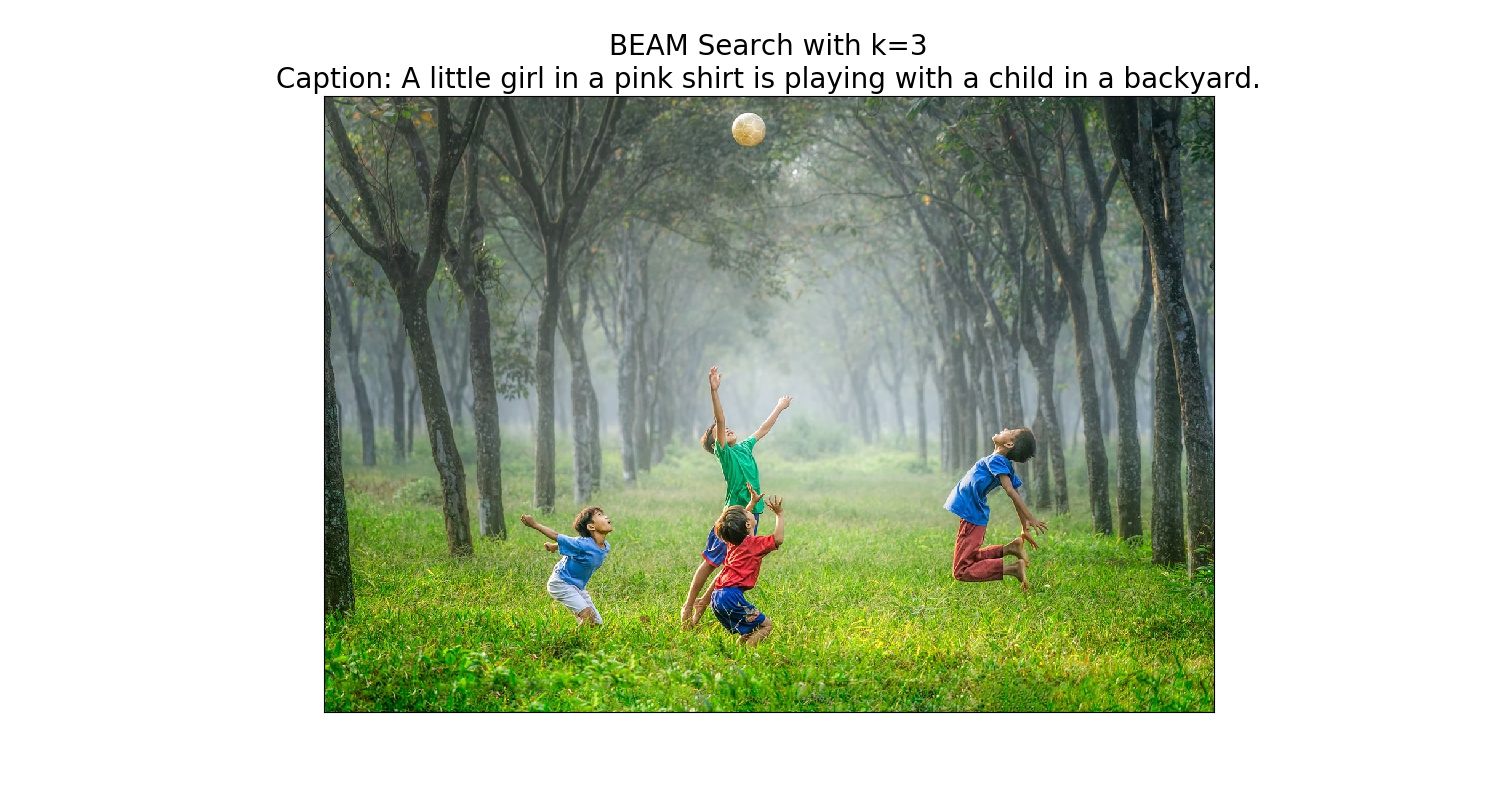 BEAM Search with k=3
Caption: A little girl in a pink shirt is playing with a child in a backyard.